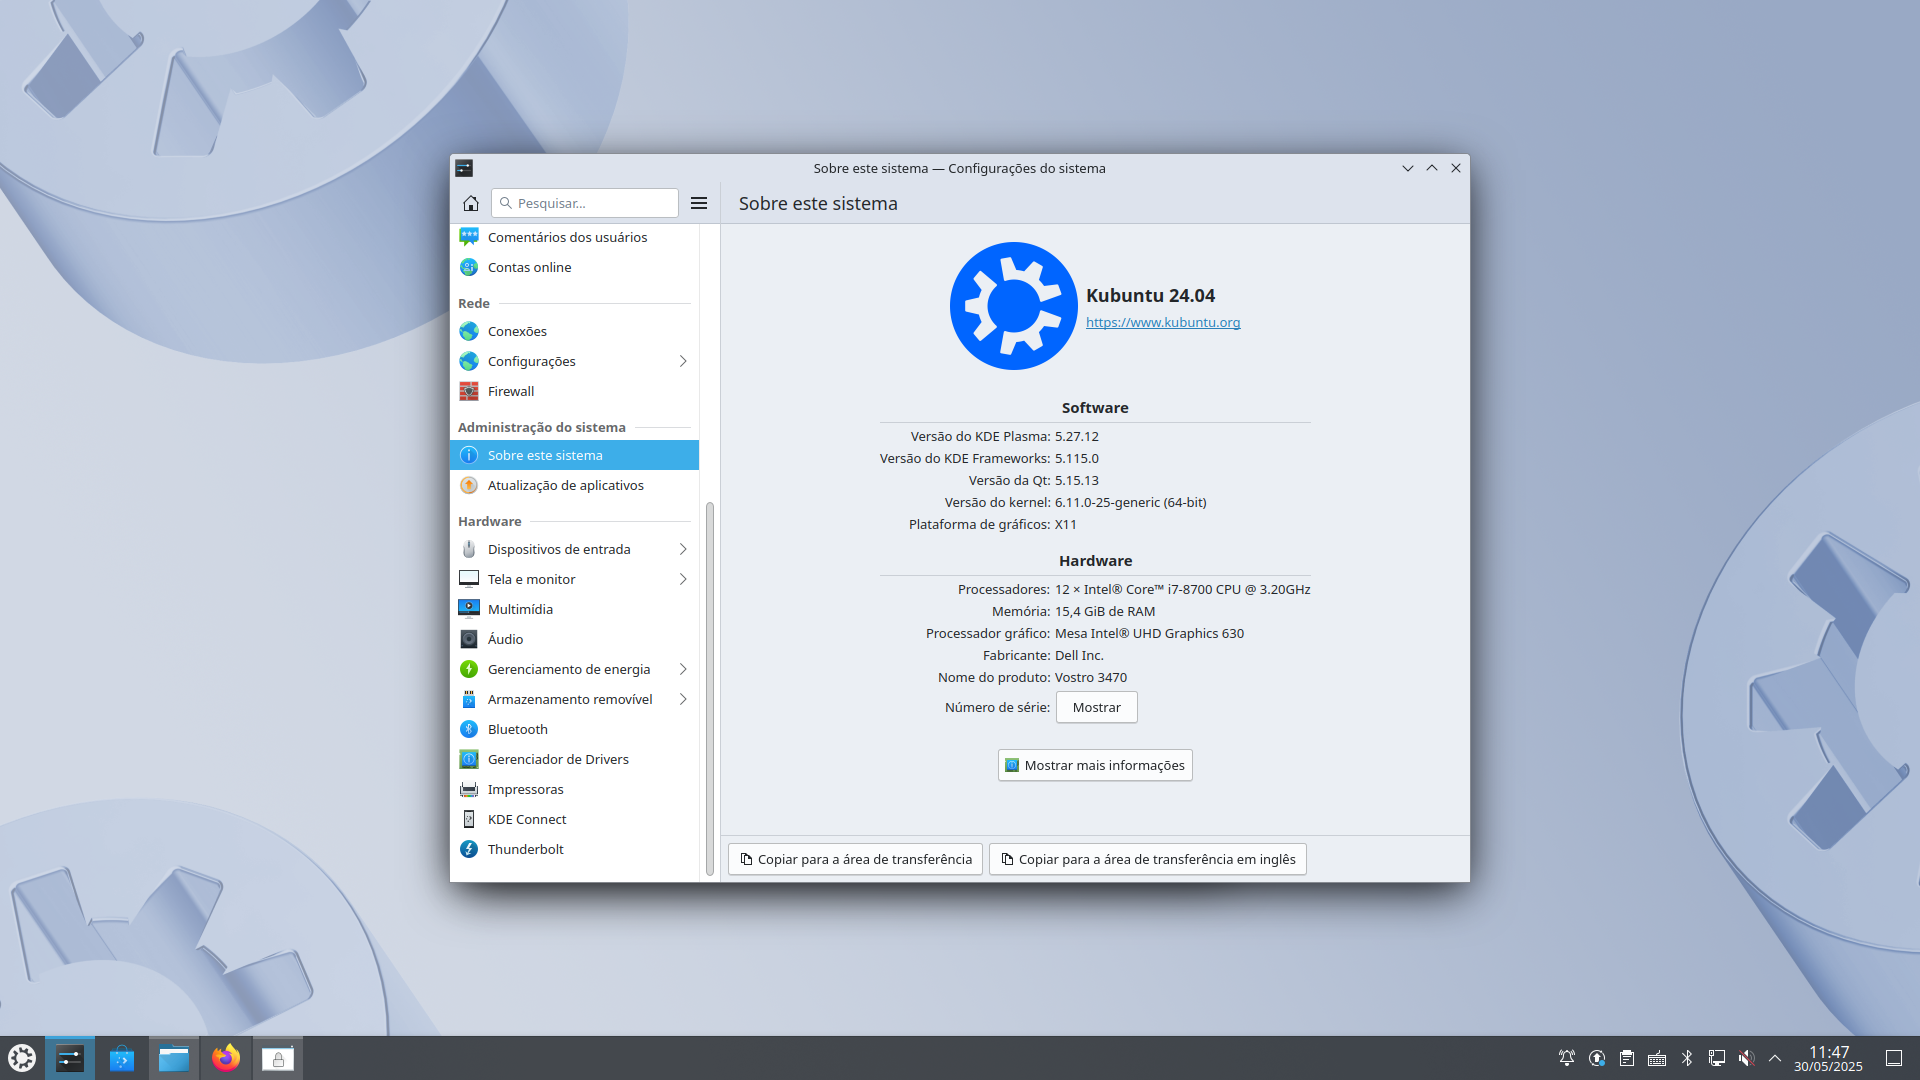 Sobre este sistema — Configurações do sistema
Pesquisar...
Sobre este sistema
Comentários dos usuários
Contas online
Rede
Conexões
Configurações
Firewall
Administração do sistema
Sobre este sistema
Atualização de aplicativos
Hardware
Dispositivos de entrada
Tela e monitor
Multimídia
Áudio
Gerenciamento de energia
Armazenamento removível
Bluetooth
Gerenciador de Drivers
Impressoras
KDE Connect
Thunderbolt
Kubuntu 24.04
https://www.kubuntu.org
Software
Versão do KDE Plasma: 5.27.12
Versão do KDE Frameworks: 5.115.0
Versão da Qt: 5.15.13
Versão do kernel: 6.11.0-25-generic (64-bit)
Plataforma de gráficos: X11
Hardware
Processadores: 12 × Intel® Core™ i7-8700 CPU @ 3.20GHz
Memória: 15,4 GiB de RAM
Processador gráfico: Mesa Intel® UHD Graphics 630
Fabricante: Dell Inc.
Nome do produto: Vostro 3470
Número de série: Mostrar
Mostrar mais informações
Copiar para a área de transferência
Copiar para a área de transferência em inglês
11:47
30/05/2025